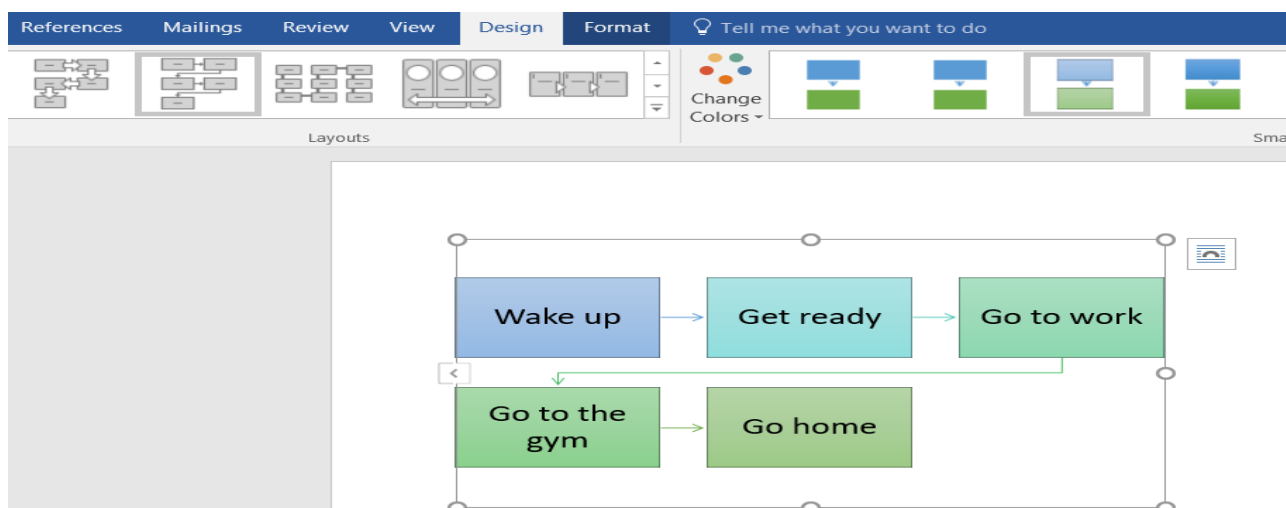 References Mailings Review View Design Format Tell me what you want to do
Change
Colors
Layouts
Sma
Wake up
Get ready
Go to work
Go to the
gym
Go home